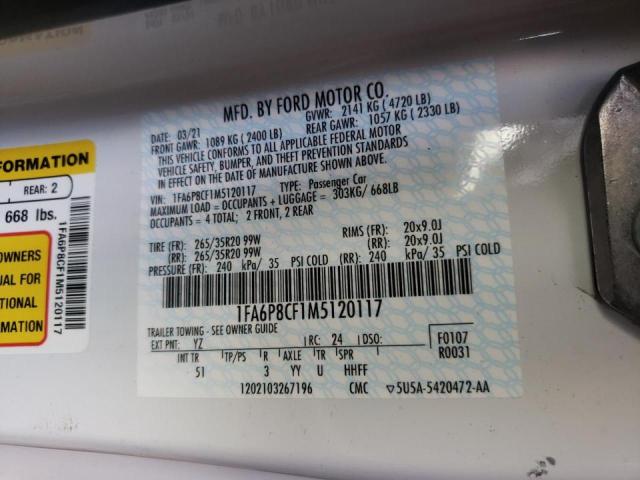 MFD. BY FORD MOTOR CO.
03/21
GVWR: 2141 KG ( 4720 LB)
FRONT GAWR: 1089 KG ( 2400 LB)
REAR GAWR: 1057 KG ( 2330 LB)
THIS VEHICLE CONFORMS TO ALL APPLICABLE FEDERAL MOTOR
VEHICLE SAFETY, BUMPER, AND THEFT PREVENTION STANDARDS
IN EFFECT ON THE DATE OF MANUFACTURE SHOWN ABOVE
VIN: 1FA6P8CF1M5120117 TYPE: Passenger Car
MAXIMUM LOAD = OCCUPANTS + LUGGAGE = 303KG/ 668LB
OCCUPANTS = 4 TOTAL; 2 FRONT, 2 REAR
TIRE (FR): 265/35R20 99W RIMS (FR): 20x9.0J
(RR): 265/35R20 99W (RR): 20x9.0J
PRESSURE (FR): 240 kPa/ 35 PSI COLD (RR): 240 kPa/ 35 PSI COLD
1FA6P8CF1M5120117
TRAILER TOWING - SEE OWNER GUIDE
EXT PNT: YZ RC: 24 DSO:
F0107
R0031
INT TR TP/PS R AXLE TR SPR
51 3 YY U HHFF
1202103267196 CMC ▽5U5A-5420472-AA
FORMATION
REAR: 2
668 lbs.
OWNERS
UAL FOR
TIONAL
1FA6P8CF1M5120117